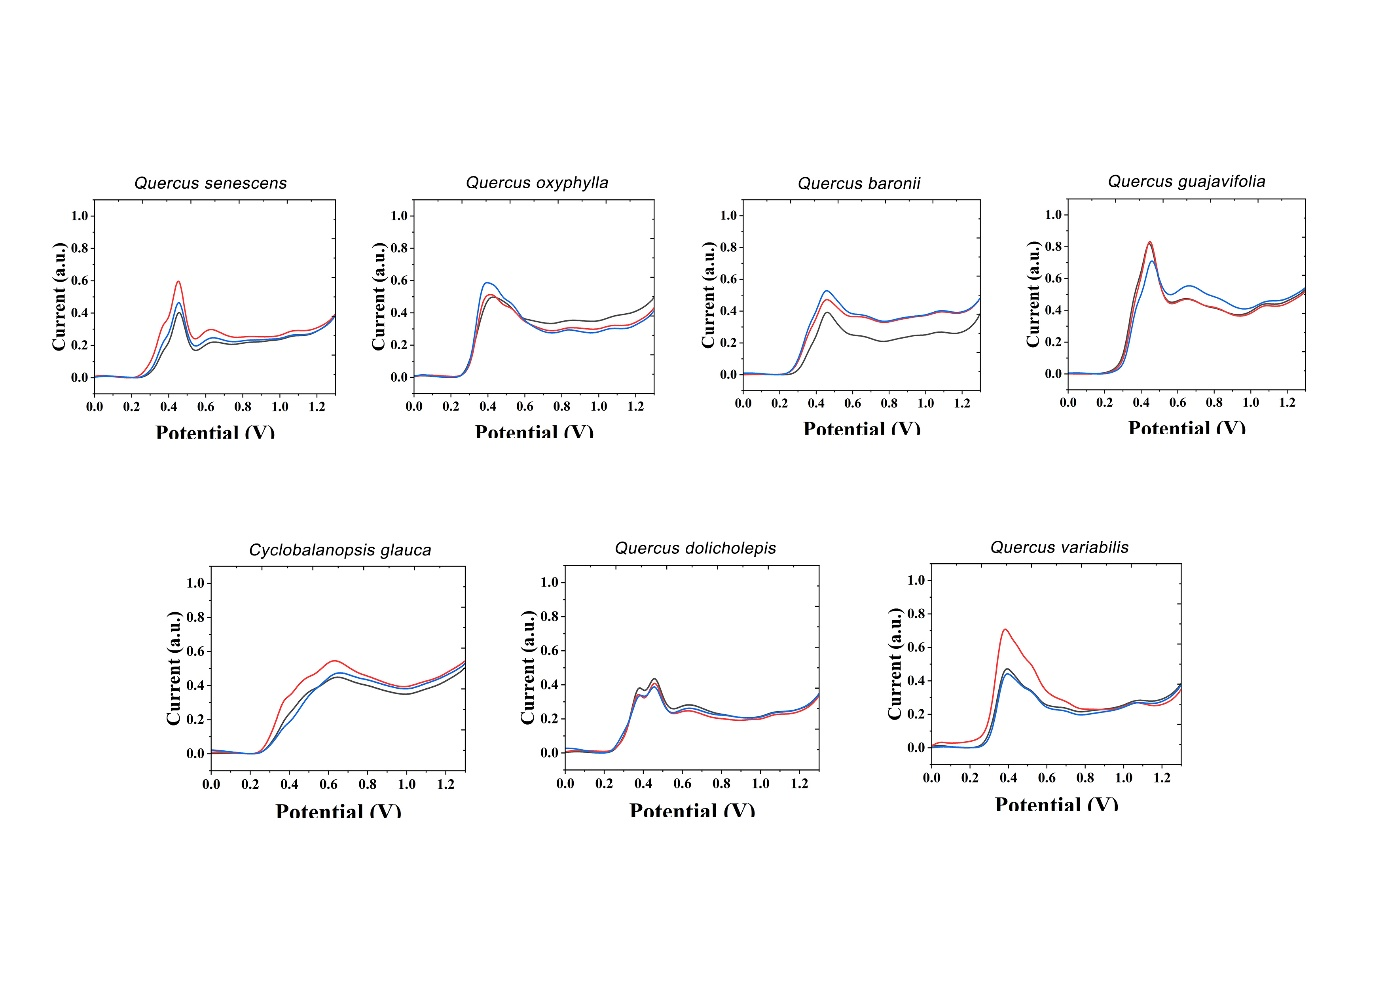 Quercus senescens
Quercus oxyphylla
Quercus baronii
Quercus guajavifolia
1.0
0.8
0.6
0.4
0.2
0.0
Current (a.u.)
0.0 0.2 0.4 0.6 0.8 1.0 1.2
Potential (V)
1.0
0.8
0.6
0.4
0.2
0.0
Current (a.u.)
0.0 0.2 0.4 0.6 0.8 1.0 1.2
Potential (V)
1.0
0.8
0.6
0.4
0.2
0.0
Current (a.u.)
0.0 0.2 0.4 0.6 0.8 1.0 1.2
Potential (V)
1.0
0.8
0.6
0.4
0.2
0.0
Current (a.u.)
0.0 0.2 0.4 0.6 0.8 1.0 1.2
Potential (V)
Cyclobalanopsis glauca
Quercus dolicholepis
Quercus variabilis
1.0
0.8
0.6
0.4
0.2
0.0
Current (a.u.)
0.0 0.2 0.4 0.6 0.8 1.0 1.2
Potential (V)
1.0
0.8
0.6
0.4
0.2
0.0
Current (a.u.)
0.0 0.2 0.4 0.6 0.8 1.0 1.2
Potential (V)
1.0
0.8
0.6
0.4
0.2
0.0
Current (a.u.)
0.0 0.2 0.4 0.6 0.8 1.0 1.2
Potential (V)